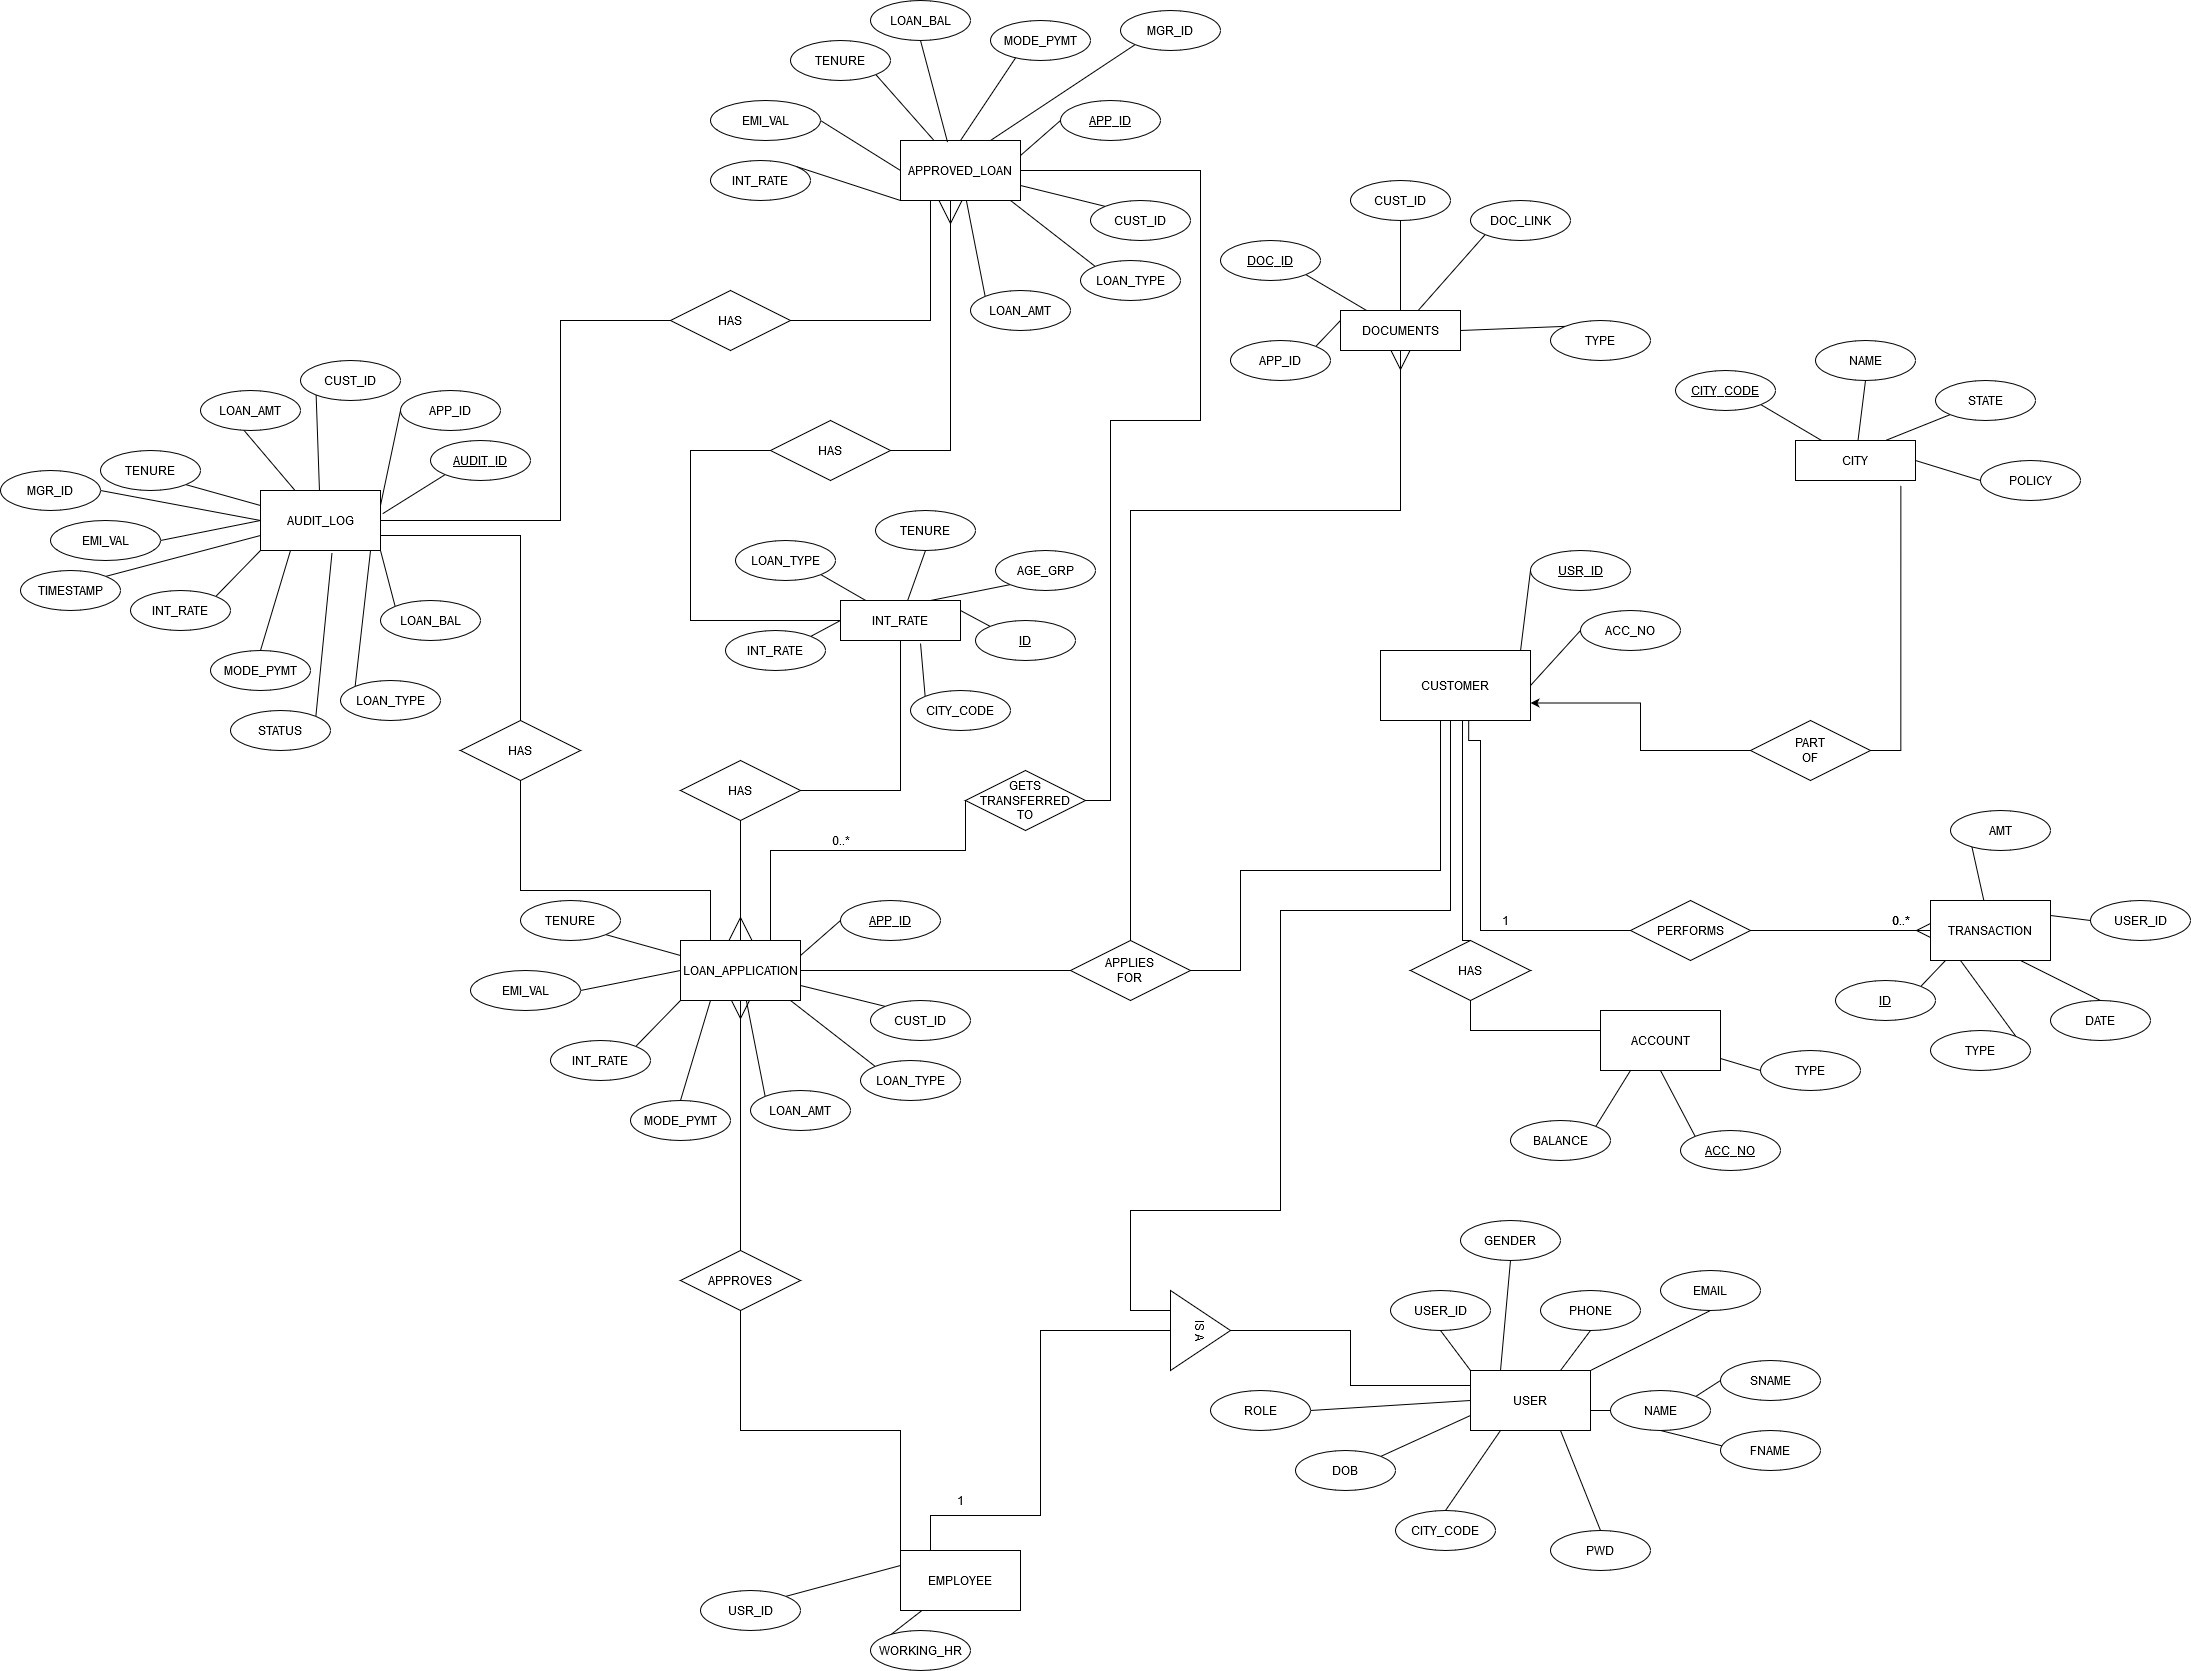 LOAN_BAL
MGR_ID
MODE_PYMT
TENURE
EMI_VAL
APP_ID
APPROVED_LOAN
INT_RATE
CUST_ID
LOAN_TYPE
LOAN_AMT
HAS
CUST_ID
DOC_LINK
DOC_ID
DOCUMENTS
TYPE
APP_ID
NAME
CITY_CODE
STATE
CITY
POLICY
CUST_ID
LOAN_AMT
APP_ID
AUDIT_ID
TENURE
MGR_ID
AUDIT_LOG
EMI_VAL
TIMESTAMP
INT_RATE
LOAN_BAL
MODE_PYMT
LOAN_TYPE
STATUS
HAS
HAS
TENURE
LOAN_TYPE
AGE_GRP
INT_RATE
ID
INT_RATE
CITY_CODE
HAS
GETS
TRANSFERRED
TO
0..*
USR_ID
ACC_NO
CUSTOMER
PART
OF
AMT
USER_ID
TRANSACTION
0..*
PERFORMS
1
ID
DATE
TYPE
HAS
ACCOUNT
TYPE
BALANCE
ACC_NO
TENURE
APP_ID
LOAN_APPLICATION
APPLIES
FOR
EMI_VAL
CUST_ID
INT_RATE
LOAN_TYPE
LOAN_AMT
MODE_PYMT
APPROVES
IS A
GENDER
EMAIL
USER_ID
PHONE
SNAME
USER
NAME
ROLE
FNAME
DOB
CITY_CODE
PWD
1
EMPLOYEE
USR_ID
WORKING_HR